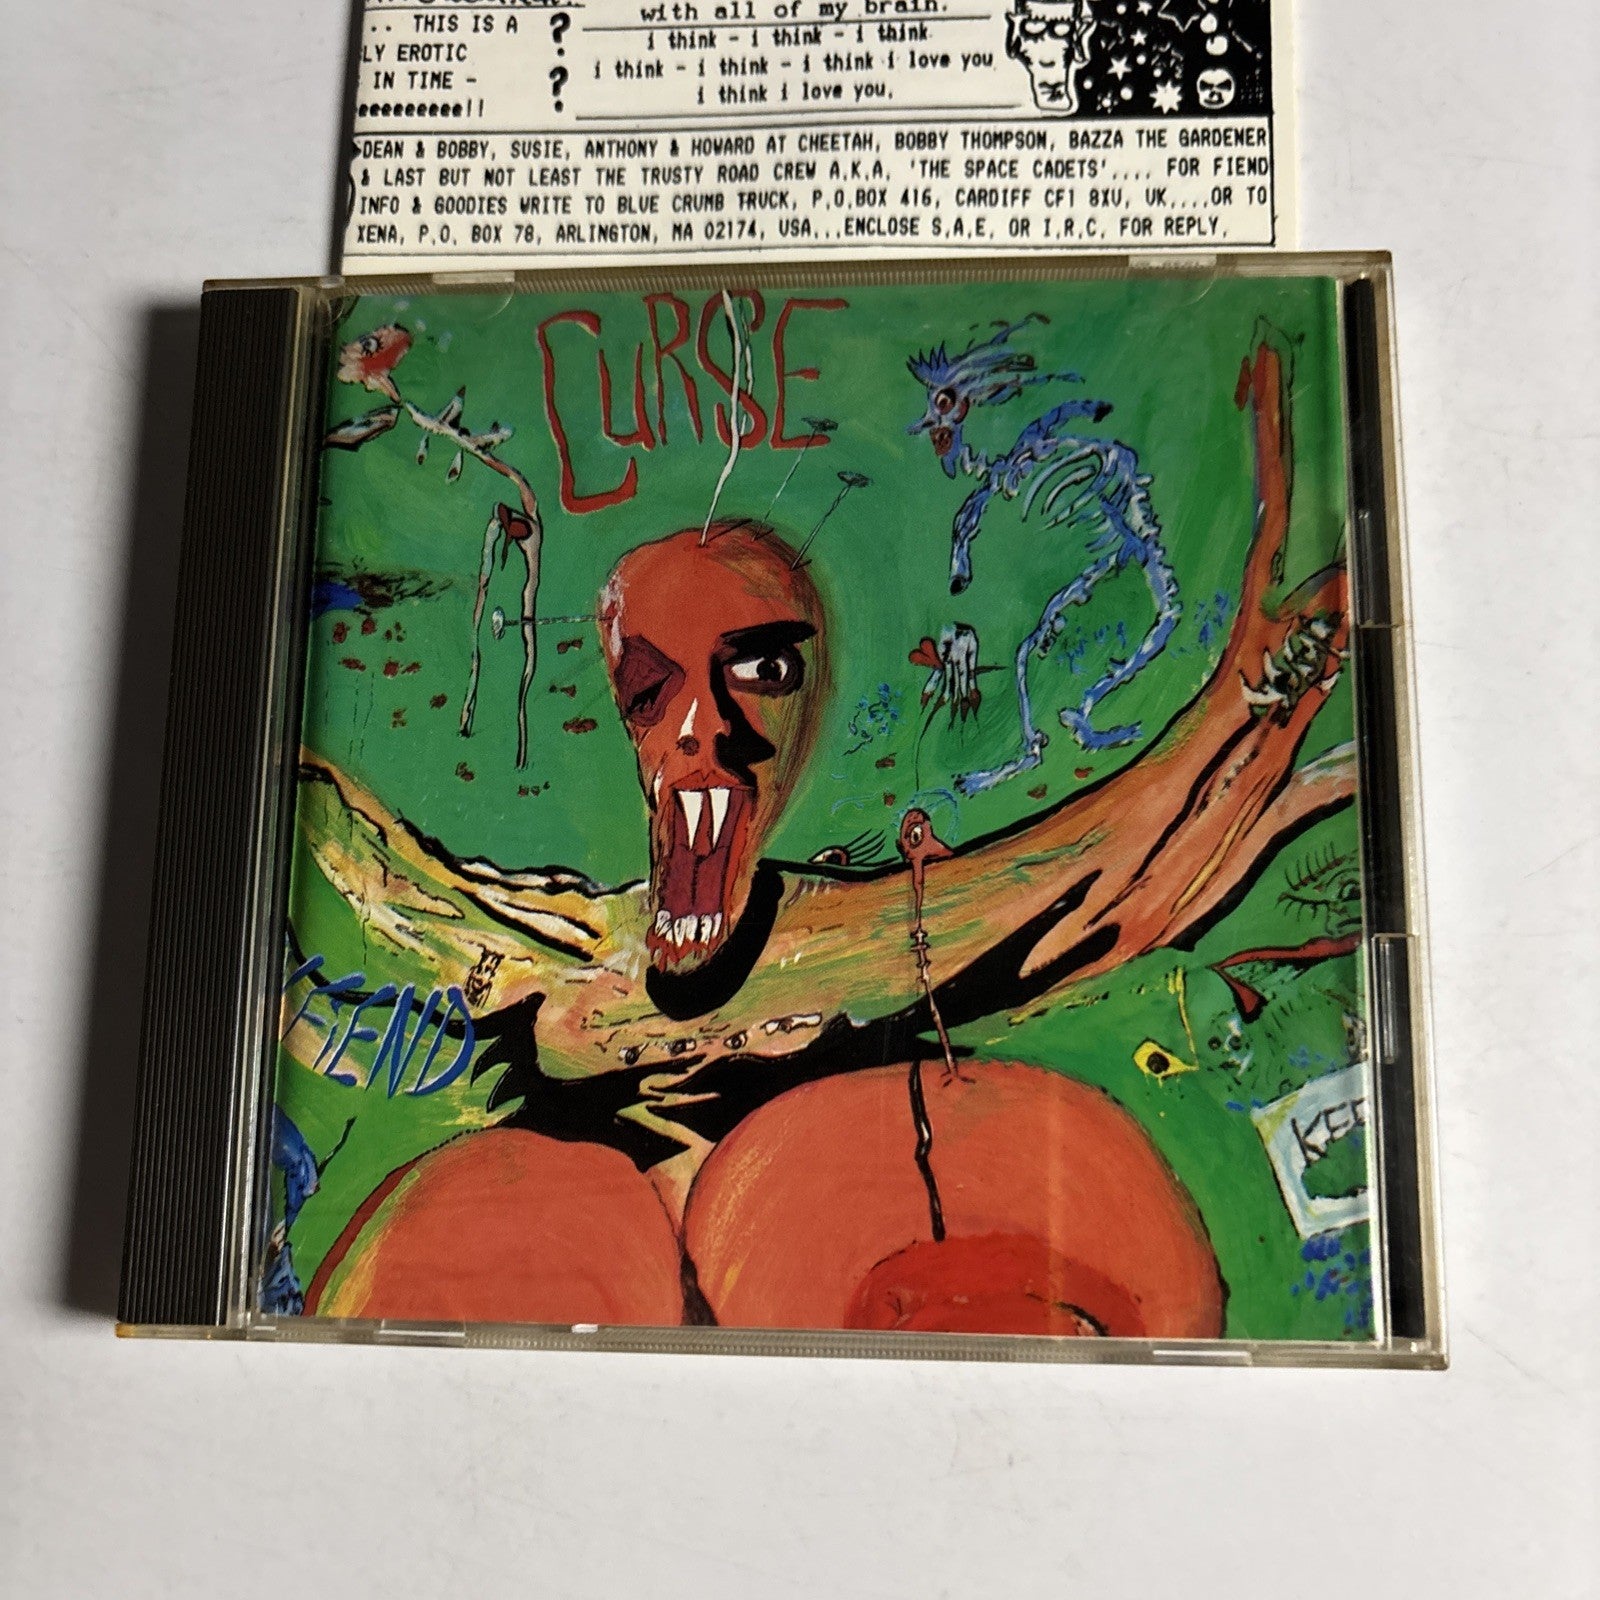 with all of my brain.
.. THIS IS A
?
i think - i think - i think
LY EROTIC
i think - i think - i think i love you
IN TIME -
?
i think i love you.
eeeeeeeeee!!
DEAN & BOBBY, SUSIE, ANTHONY & HOWARD AT CHEETAH, BOBBY THOMPSON, BAZZA THE GARDENER
& LAST BUT NOT LEAST THE TRUSTY ROAD CREW A.K.A. 'THE SPACE CADETS'.... FOR FIEND
INFO & GOODIES WRITE TO BLUE CRUMB TRUCK, P.O.BOX 416, CARDIFF CF1 8XU, UK....OR TO
XENA, P.O. BOX 78, ARLINGTON, MA 02174, USA...ENCLOSE S.A.E. OR I.R.C. FOR REPLY.
CURSE
FIEND
KEE